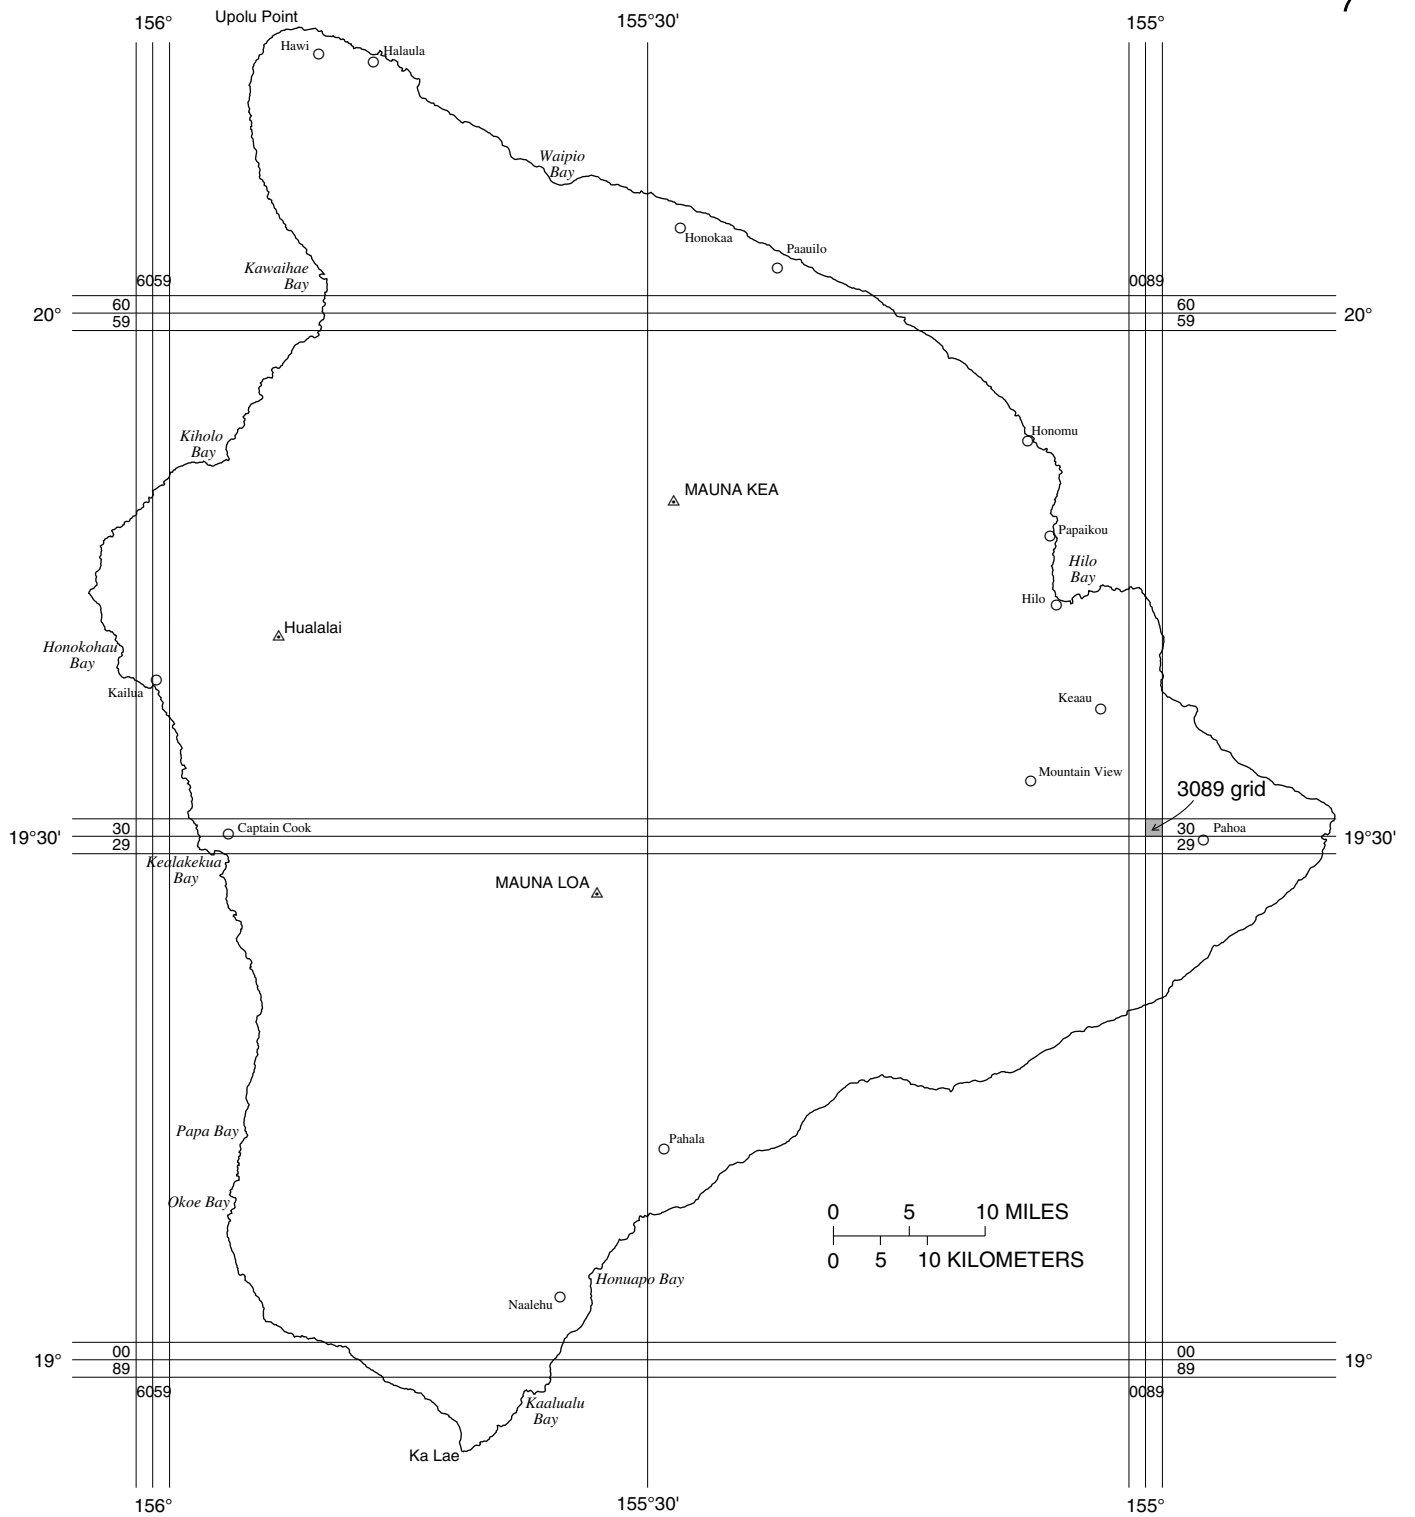 7
156°
Upolu Point
155°30'
155°
Hawi
Halaula
Waipio
Bay
Honokaa
Paauilo
Kawaihae
Bay
6059
0089
60
60
20°
20°
59
59
Kiholo
Bay
Honomu
MAUNA KEA
Papaikou
Hilo
Bay
Hilo
Hualalai
Honokohau
Bay
Kailua
Keaau
Mountain View
3089 grid
30
Captain Cook
30
Pahoa
19°30'
19°30'
29
29
Kealakekua
Bay
MAUNA LOA
Papa Bay
Pahala
Okoe Bay
0 5 10 MILES
0 5 10 KILOMETERS
Honuapo Bay
Naalehu
00
00
19°
19°
89
89
6059
0089
Kaalualu
Bay
Ka Lae
156°
155°30'
155°